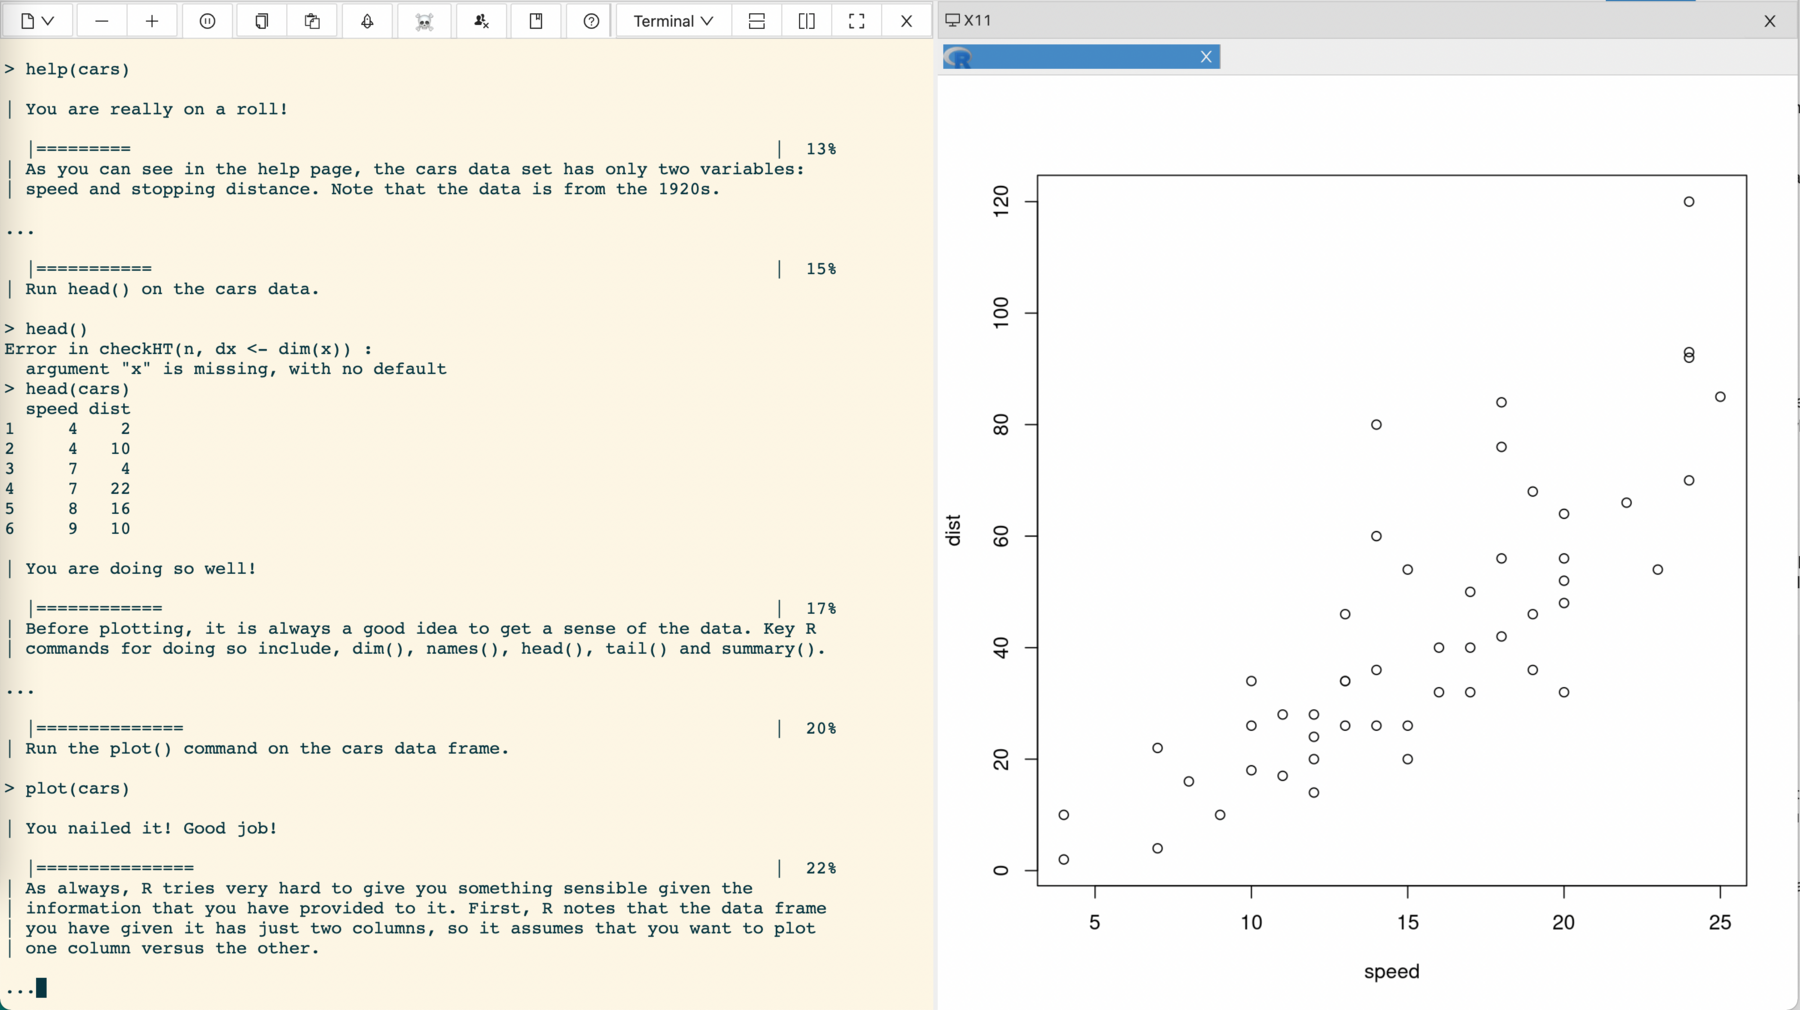 Terminal
> help(cars)
| You are really on a roll!
|========= | 13%
| As you can see in the help page, the cars data set has only two variables:
| speed and stopping distance. Note that the data is from the 1920s.
...
|=========== | 15%
| Run head() on the cars data.
> head()
Error in checkHT(n, dx <- dim(x)) :
argument "x" is missing, with no default
> head(cars)
speed dist
1 4 2
2 4 10
3 7 4
4 7 22
5 8 16
6 9 10
| You are doing so well!
|============ | 17%
| Before plotting, it is always a good idea to get a sense of the data. Key R
| commands for doing so include, dim(), names(), head(), tail() and summary().
...
|============== | 20%
| Run the plot() command on the cars data frame.
> plot(cars)
| You nailed it! Good job!
|=============== | 22%
| As always, R tries very hard to give you something sensible given the
| information that you have provided to it. First, R notes that the data frame
| you have given it has just two columns, so it assumes that you want to plot
| one column versus the other.
...
X11
R
dist
120
100
80
60
40
20
0
5 10 15 20 25
speed